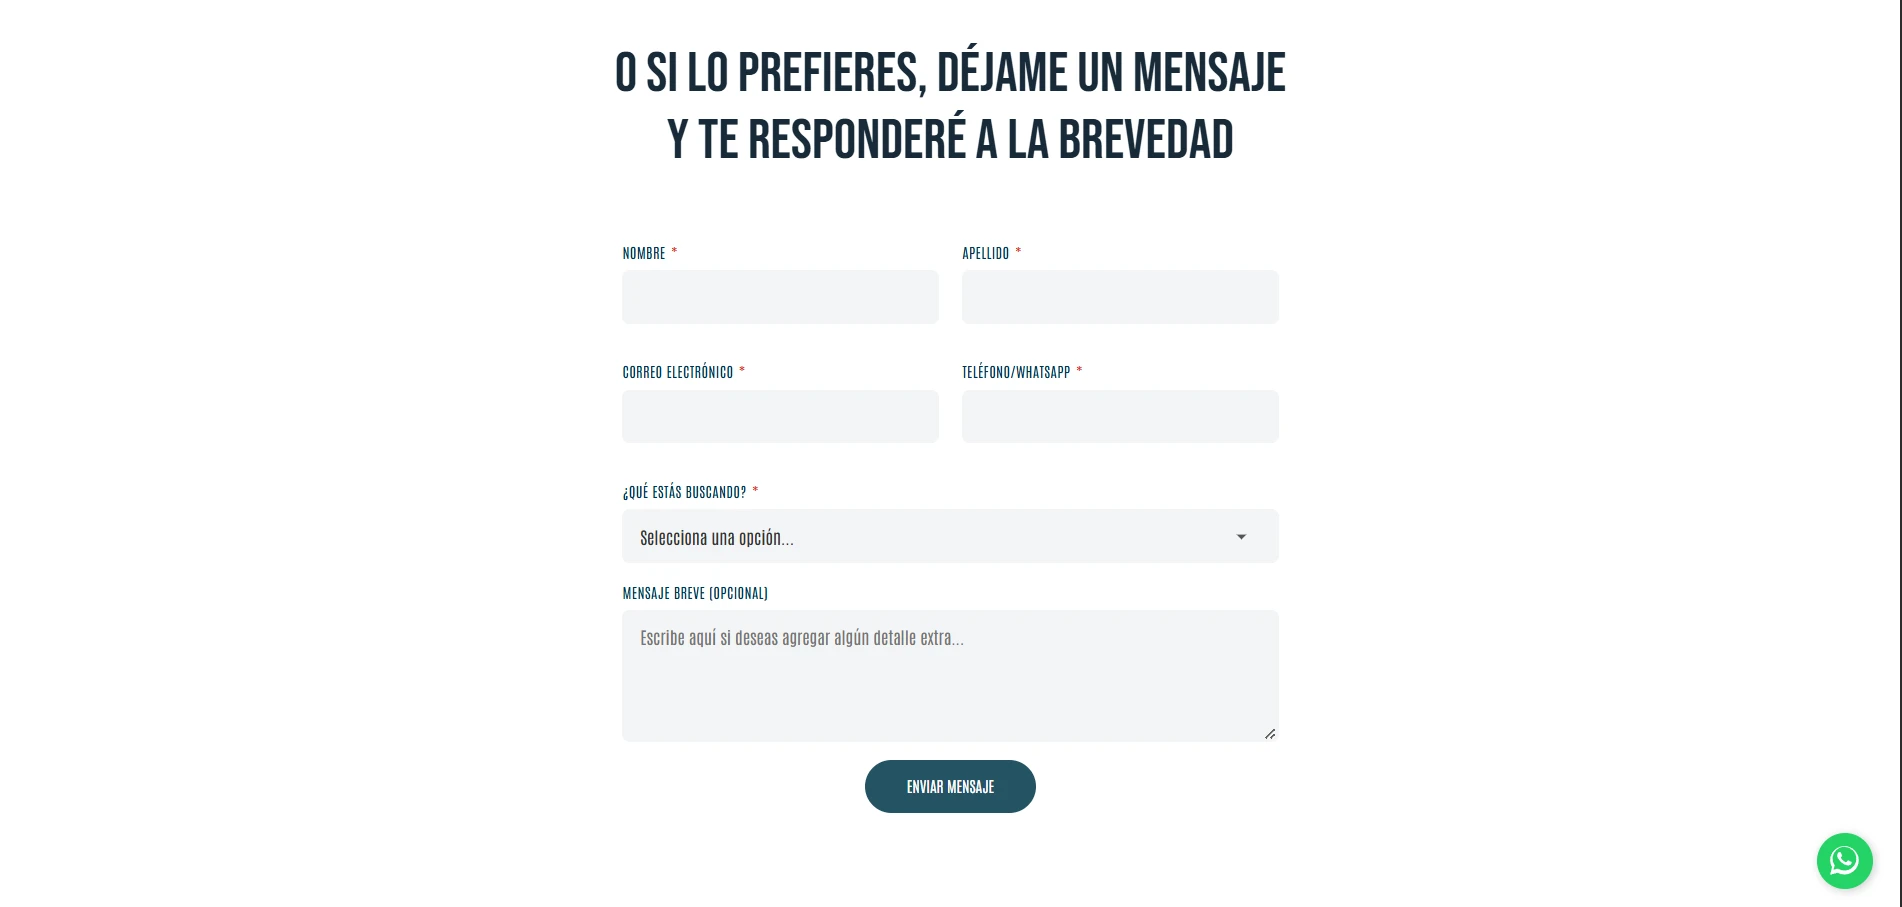 O SI LO PREFIERES, DÉJAME UN MENSAJE
Y TE RESPONDERÉ A LA BREVEDAD
NOMBRE *
APELLIDO *
CORREO ELECTRÓNICO *
TELÉFONO/WHATSAPP *
¿QUÉ ESTÁS BUSCANDO? *
Selecciona una opción...
MENSAJE BREVE (OPCIONAL)
Escribe aquí si deseas agregar algún detalle extra...
ENVIAR MENSAJE